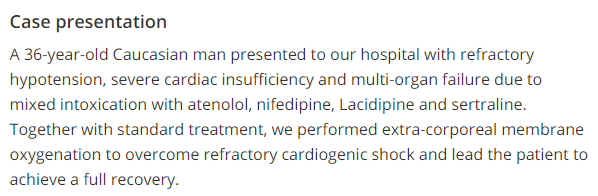 Case presentation
A 36-year-old Caucasian man presented to our hospital with refractory
hypotension, severe cardiac insufficiency and multi-organ failure due to
mixed intoxication with atenolol, nifedipine, Lacidipine and sertraline.
Together with standard treatment, we performed extra-corporeal membrane
oxygenation to overcome refractory cardiogenic shock and lead the patient to
achieve a full recovery.